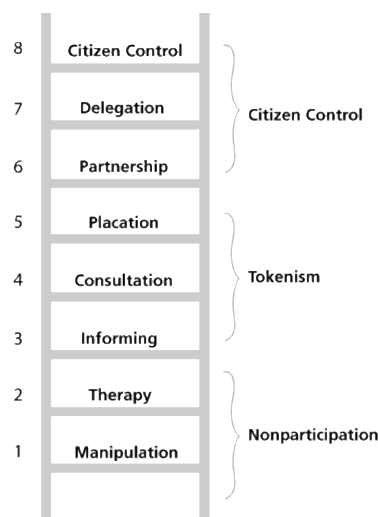 8 Citizen Control
7 Delegation
Citizen Control
6 Partnership
5 Placation
4 Consultation
Tokenism
3 Informing
2 Therapy
Nonparticipation
1 Manipulation